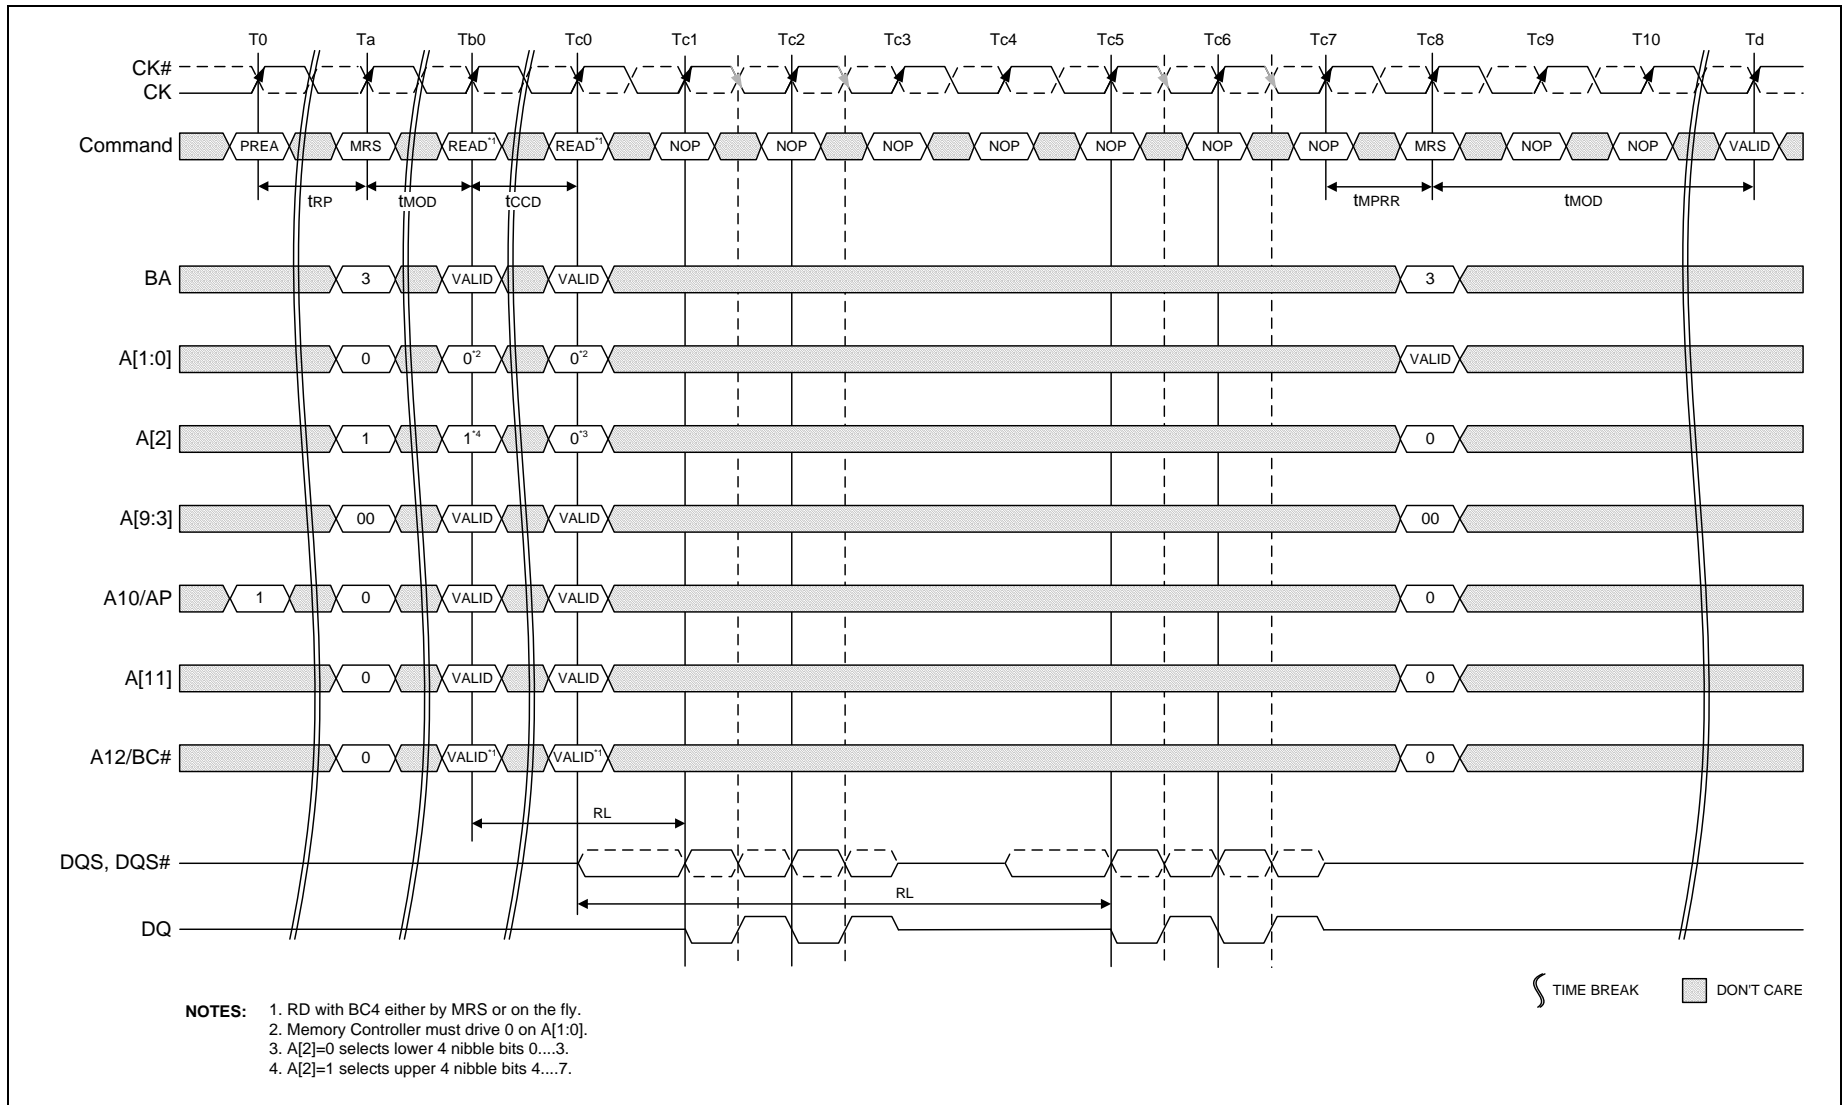 T0 Ta Tb0 Tc0 Tc1 Tc2 Tc3 Tc4 Tc5 Tc6 Tc7 Tc8 Tc9 T10 Td
CK#
CK
Command PREA MRS READ*1 READ*1 NOP NOP NOP NOP NOP NOP NOP MRS NOP NOP VALID
tRP tMOD tCCD tMPRR tMOD
BA 3 VALID VALID 3
A[1:0] 0 0*2 0*2 VALID
A[2] 1 1*4 0*3 0
A[9:3] 00 VALID VALID 00
A10/AP 1 0 VALID VALID 0
A[11] 0 VALID VALID 0
A12/BC# 0 VALID*1 VALID*1 0
RL
DQS, DQS#
RL
DQ
TIME BREAK DON'T CARE
NOTES: 1. RD with BC4 either by MRS or on the fly.
2. Memory Controller must drive 0 on A[1:0].
3. A[2]=0 selects lower 4 nibble bits 0....3.
4. A[2]=1 selects upper 4 nibble bits 4....7.